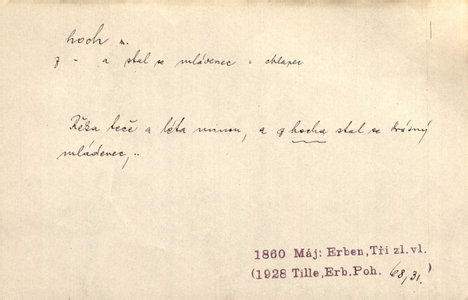 hoch m.
z - a stal se mládenec a chlapec
Řeka teče a léta minou, a z hocha stal se krásný
mládenec,..
1860 Máj: Erben, Tři zl.vl.
(1928 Tille, Erb.Poh. 68,31.)